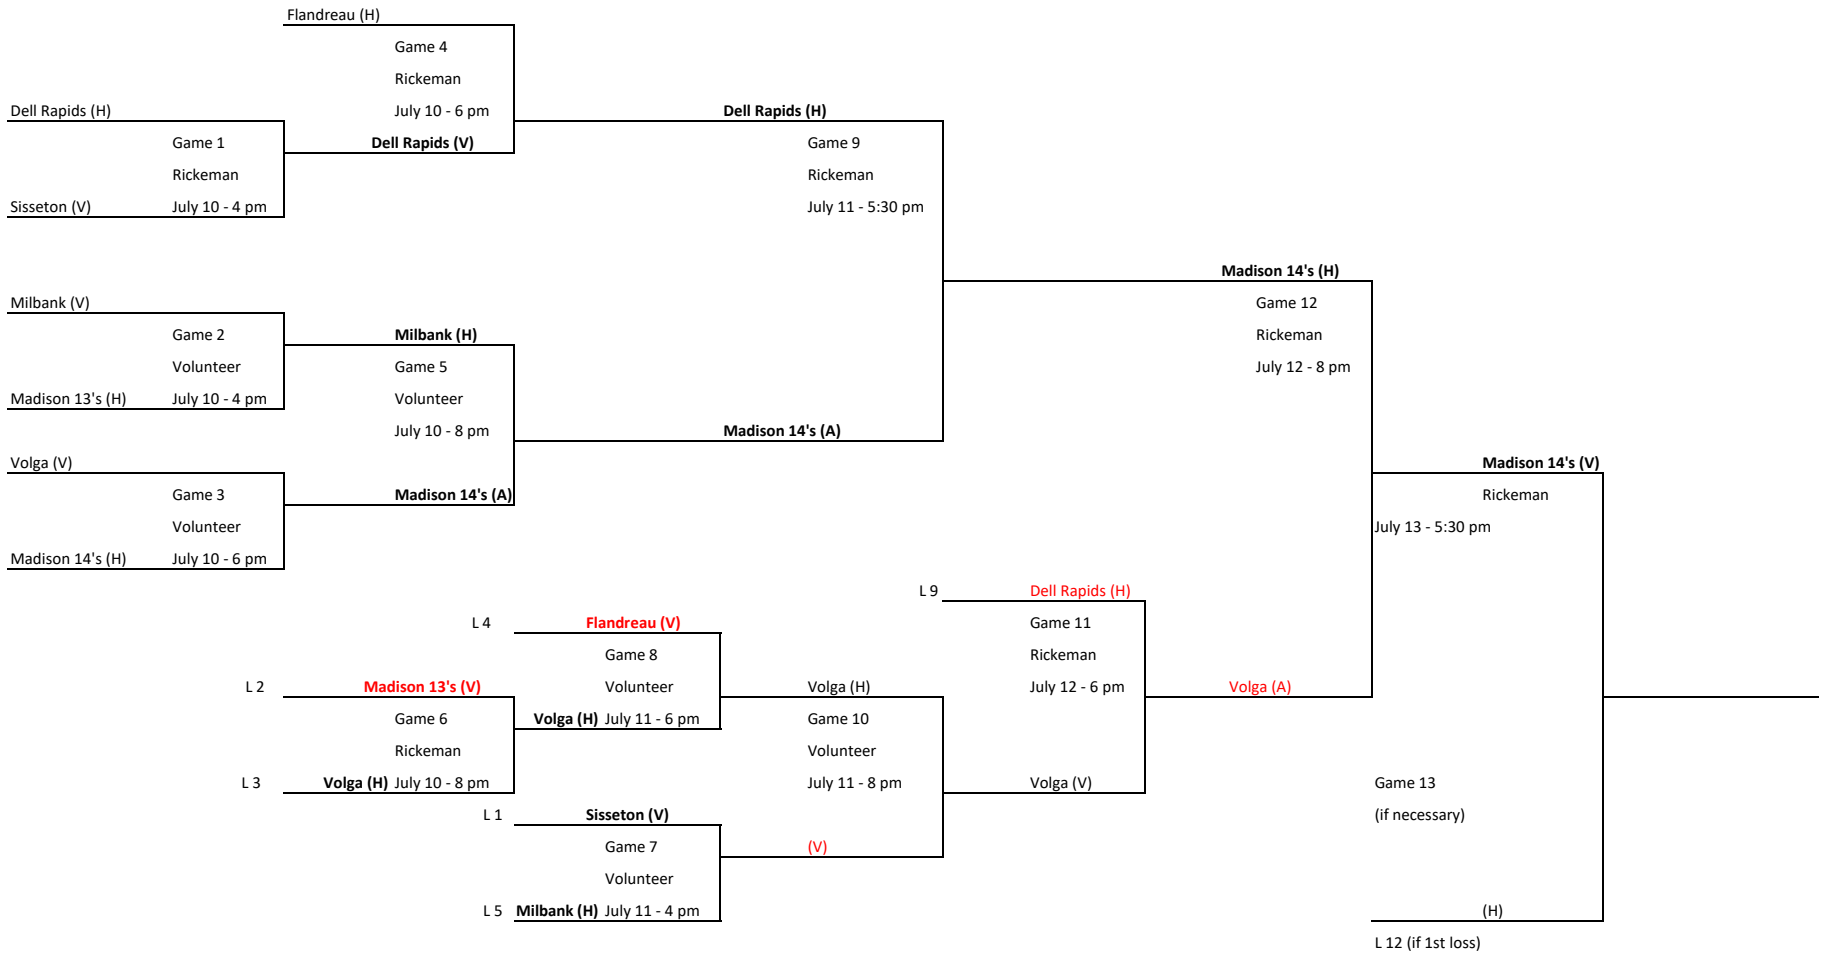 Flandreau (H)
Game 4
Rickeman
Dell Rapids (H)
July 10 - 6 pm
Dell Rapids (H)
Game 1
Dell Rapids (V)
Game 9
Rickeman
Rickeman
Sisseton (V)
July 10 - 4 pm
July 11 - 5:30 pm
Madison 14's (H)
Milbank (V)
Game 12
Game 2
Milbank (H)
Rickeman
Volunteer
Game 5
July 12 - 8 pm
Madison 13's (H)
July 10 - 4 pm
Volunteer
July 10 - 8 pm
Madison 14's (A)
Volga (V)
Madison 14's (V)
Game 3
Madison 14's (A)
Rickeman
Volunteer
July 13 - 5:30 pm
Madison 14's (H)
July 10 - 6 pm
L 9
Dell Rapids (H)
L 4
Flandreau (V)
Game 11
Game 8
Rickeman
L 2
Madison 13's (V)
Volunteer
Volga (H)
July 12 - 6 pm
Volga (A)
Game 6
Volga (H)
July 11 - 6 pm
Game 10
Rickeman
Volunteer
L 3
Volga (H)
July 10 - 8 pm
July 11 - 8 pm
Volga (V)
Game 13
L 1
Sisseton (V)
(if necessary)
Game 7
(V)
Volunteer
L 5
Milbank (H)
July 11 - 4 pm
(H)
L 12 (if 1st loss)